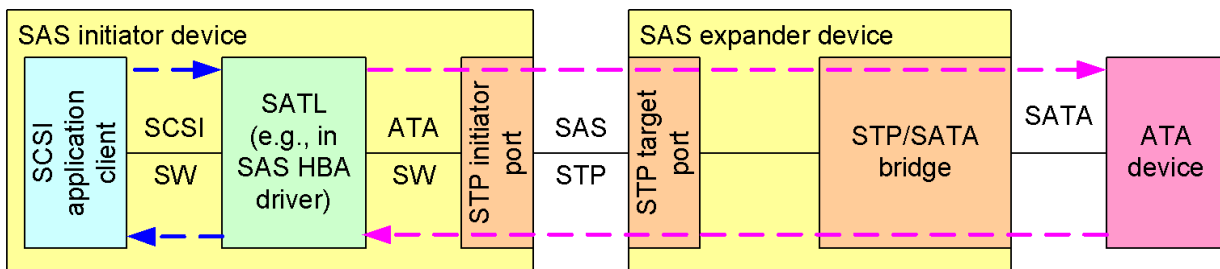 SAS initiator device
SCSI
application
client
SCSI
SW
SATL
(e.g., in
SAS HBA
driver)
ATA
SW
STP initiator
port
SAS
STP
SAS expander device
STP target
port
STP/SATA
bridge
SATA
ATA
device